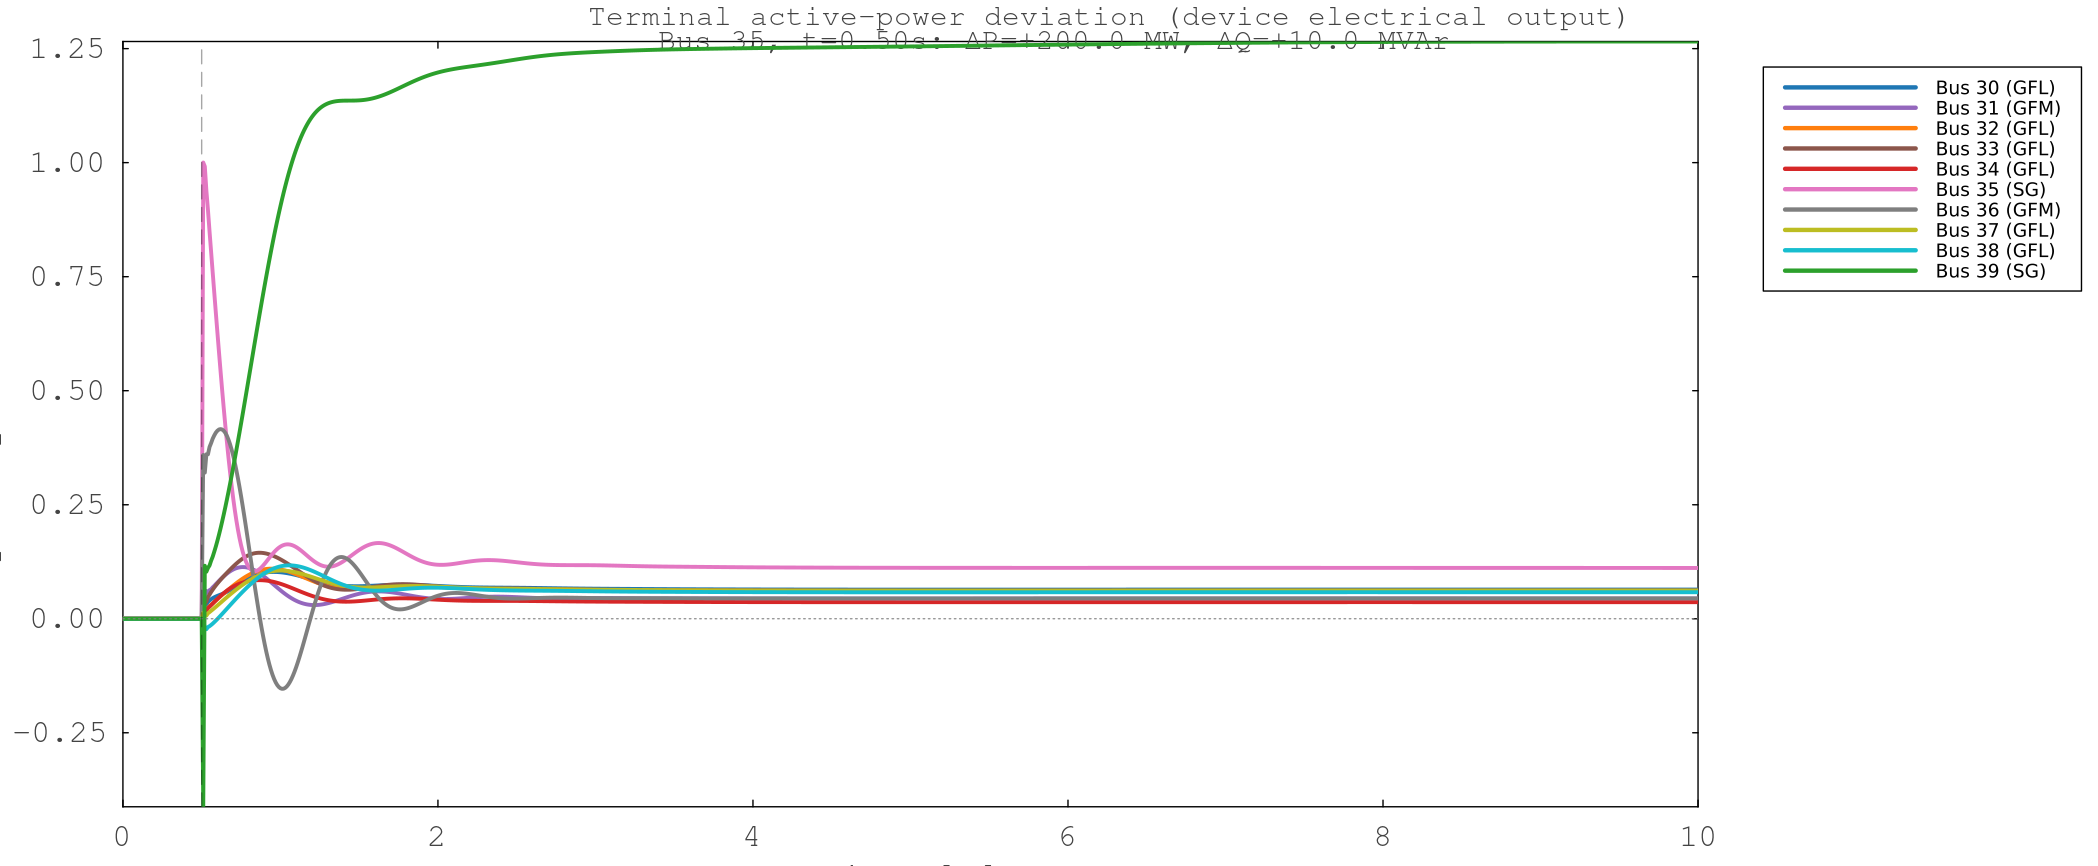 Terminal active-power deviation (device electrical output)
Bus 35, t=0.50s: ΔP=+200.0 MW, ΔQ=+10.0 MVAr
1.25
1.00
0.75
0.50
0.25
0.00
−0.25
0 2 4 6 8 10
Bus 30 (GFL)
Bus 31 (GFM)
Bus 32 (GFL)
Bus 33 (GFL)
Bus 34 (GFL)
Bus 35 (SG)
Bus 36 (GFM)
Bus 37 (GFL)
Bus 38 (GFL)
Bus 39 (SG)